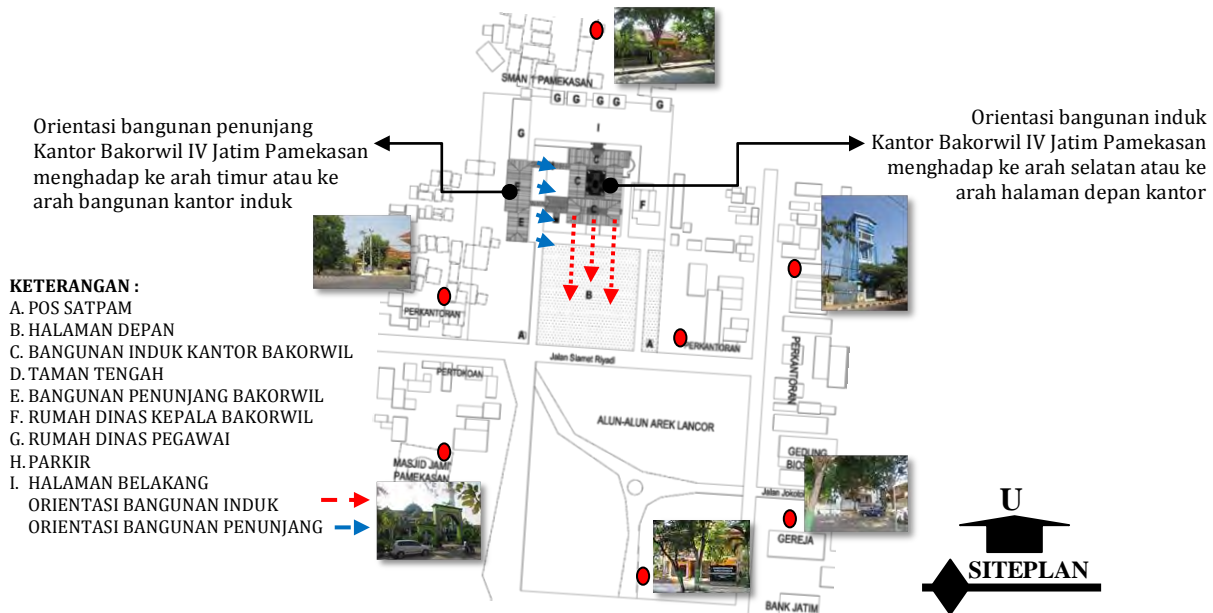 SMAN 1 PAMEKASAN
G G G G G
G
I
C
C
C
E
F
B
A
A
Orientasi bangunan penunjang
Kantor Bakorwil IV Jatim Pamekasan
menghadap ke arah timur atau ke
arah bangunan kantor induk
Orientasi bangunan induk
Kantor Bakorwil IV Jatim Pamekasan
menghadap ke arah selatan atau ke
arah halaman depan kantor
KETERANGAN :
A. POS SATPAM
B. HALAMAN DEPAN
C. BANGUNAN INDUK KANTOR BAKORWIL
D. TAMAN TENGAH
E. BANGUNAN PENUNJANG BAKORWIL
F. RUMAH DINAS KEPALA BAKORWIL
G. RUMAH DINAS PEGAWAI
H. PARKIR
I. HALAMAN BELAKANG
ORIENTASI BANGUNAN INDUK
ORIENTASI BANGUNAN PENUNJANG
PERKANTORAN
PERKANTORAN
PERKANTORAN
Jalan Slamet Riyadi
PERTOKOAN
ALUN-ALUN AREK LANCOR
MASJID JAMI'
PAMEKASAN
GEDUNG
BIOS
Jalan Jokotole
GEREJA
BANK JATIM
U
SITEPLAN